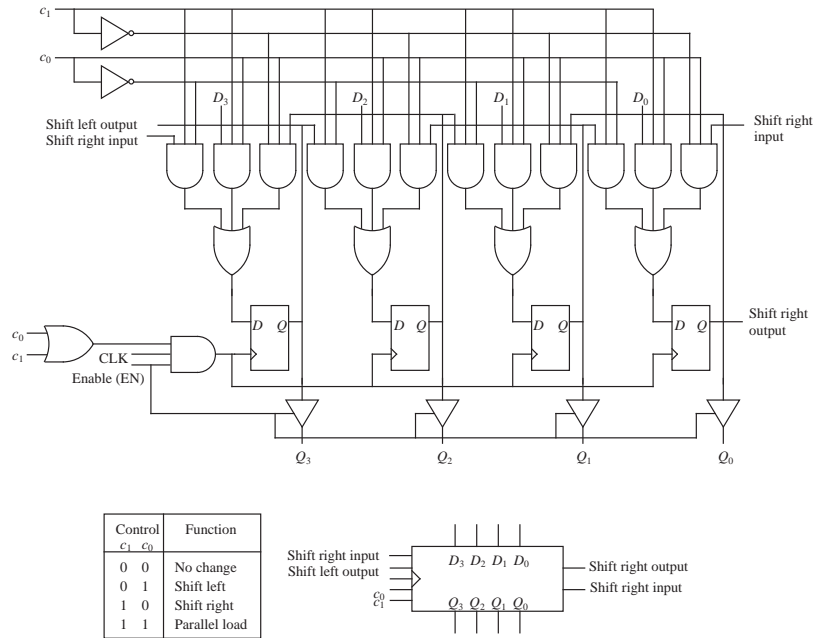 c1
c0
D3 D2 D1 D0
Shift left output
Shift right input
Shift right
input
D Q D Q D Q D Q
Shift right
output
c0
c1
CLK
Enable (EN)
Q3 Q2 Q1 Q0
Control Function
c1 c0
0 0 No change
0 1 Shift left
1 0 Shift right
1 1 Parallel load
Shift right input
Shift left output
c0
c1
D3 D2 D1 D0
Q3 Q2 Q1 Q0
Shift right output
Shift right input